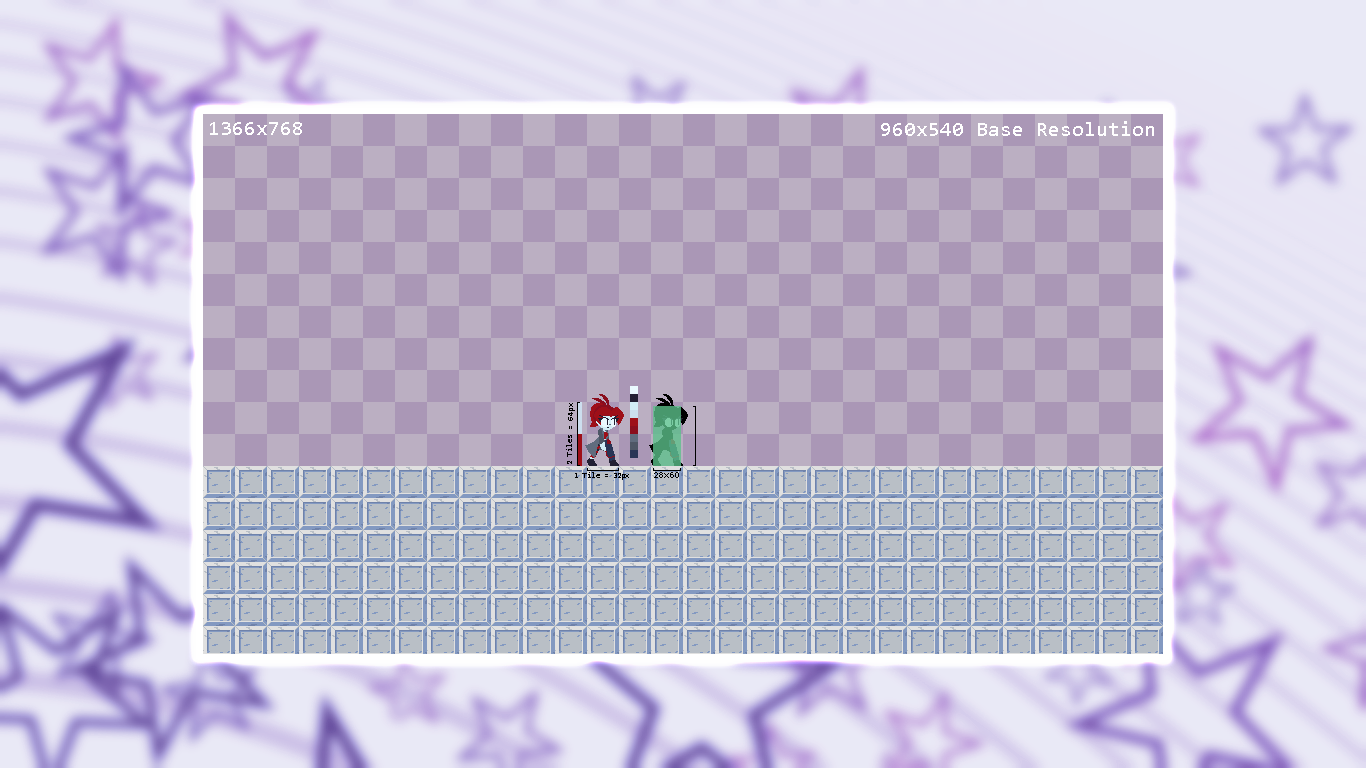 1366x768
960x540 Base Resolution
2 Tiles = 64px
1 Tile = 32px
28x60